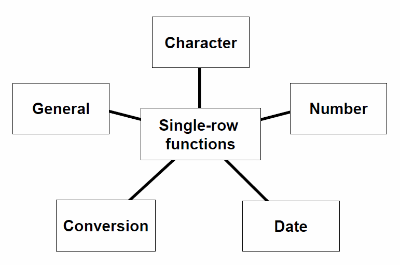 Character
General
Number
Single-row
functions
Conversion
Date